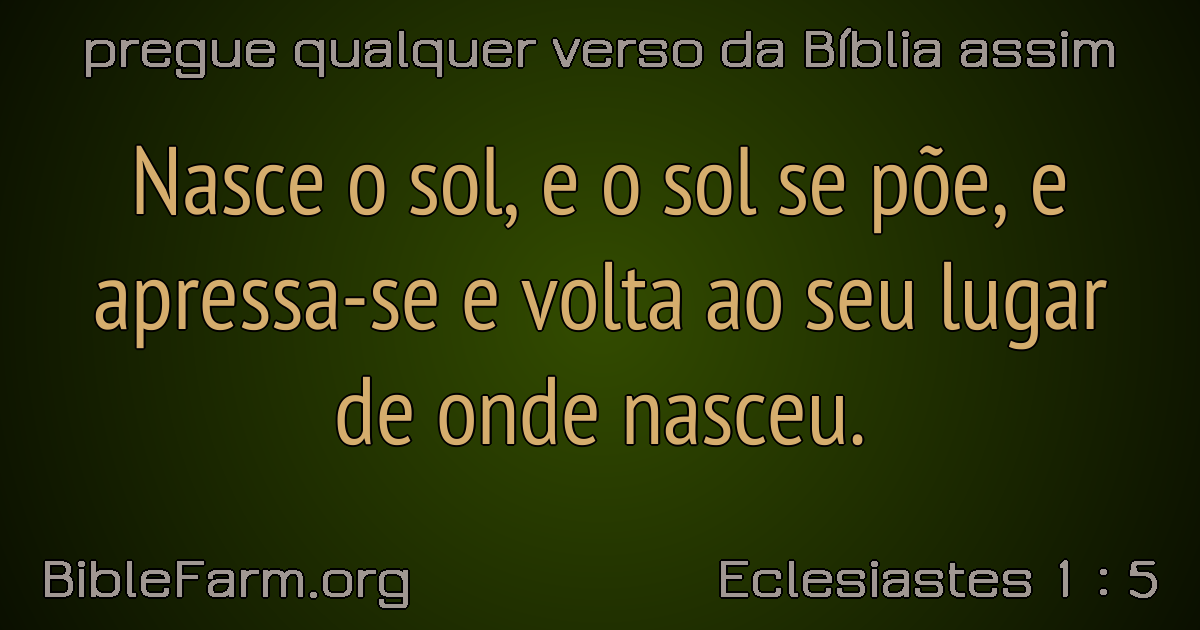 pregue qualquer verso da Bíblia assim
Nasce o sol, e o sol se põe, e
apressa-se e volta ao seu lugar
de onde nasceu.
BibleFarm.org
Eclesiastes 1 : 5